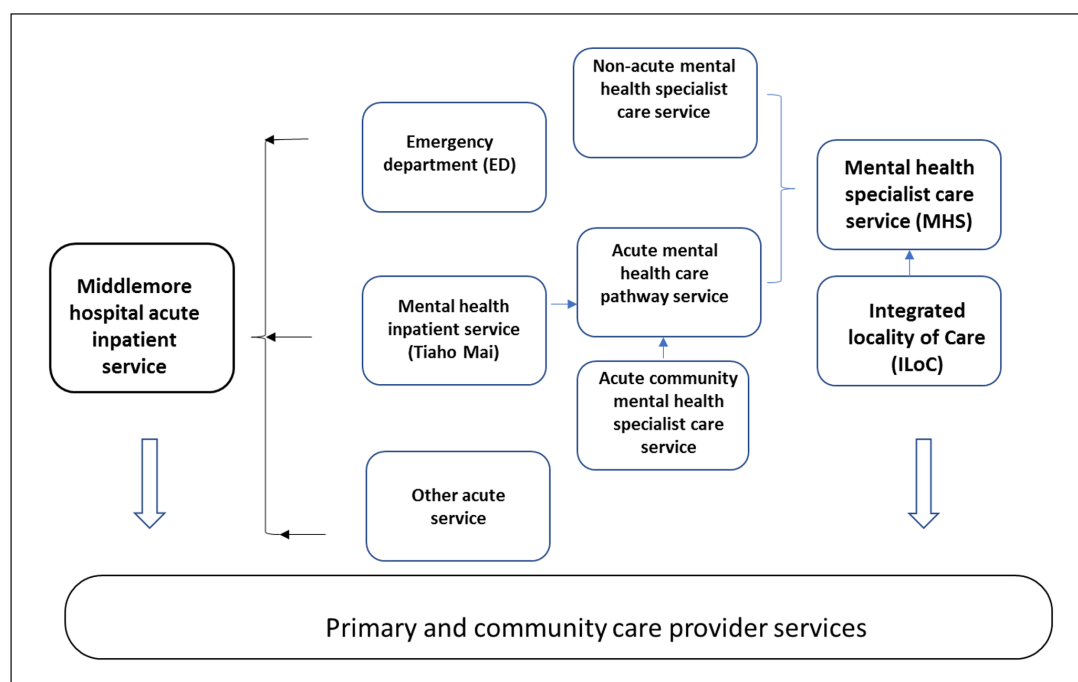 Non-acute mental
health specialist
care service
Emergency
department (ED)
Mental health
specialist care
service (MHS)
Middlemore
hospital acute
inpatient
service
Mental health
inpatient service
(Tiaho Mai)
Acute mental
health care
pathway service
Integrated
locality of Care
(ILoC)
Acute community
mental health
specialist care
service
Other acute
service
Primary and community care provider services